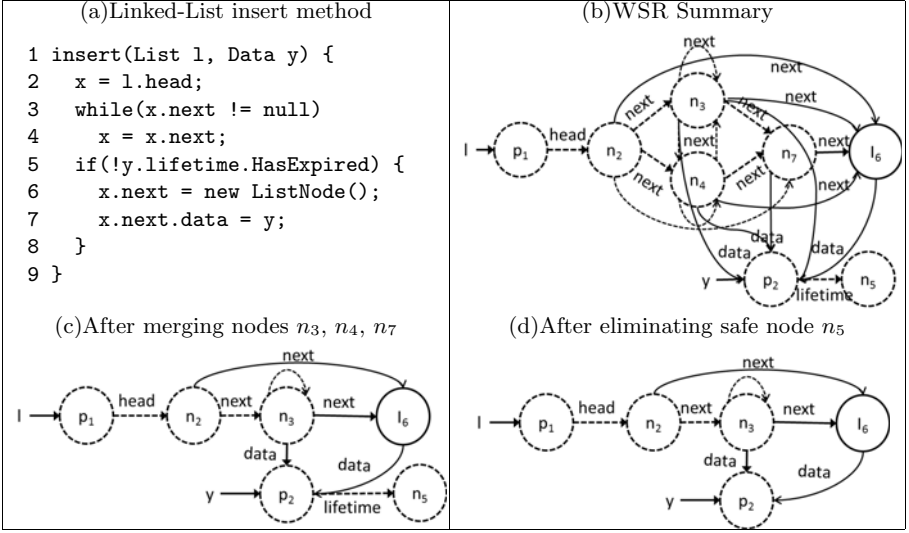 (a)Linked-List insert method
1 insert(List l, Data y) {
2 x = l.head;
3 while(x.next != null)
4 x = x.next;
5 if(!y.lifetime.HasExpired) {
6 x.next = new ListNode();
7 x.next.data = y;
8 }
9 }
(b)WSR Summary
next
next
next
next
n3
next
l
p1
head
n2
next
n7
next
l6
next
n4
next
next
next
data
data
data
data
y
p2
n5
lifetime
(c)After merging nodes n3, n4, n7
next
l
p1
head
n2
next
n3
next
l6
data
data
y
p2
n5
lifetime
(d)After eliminating safe node n5
next
l
p1
head
n2
next
n3
next
l6
data
data
y
p2